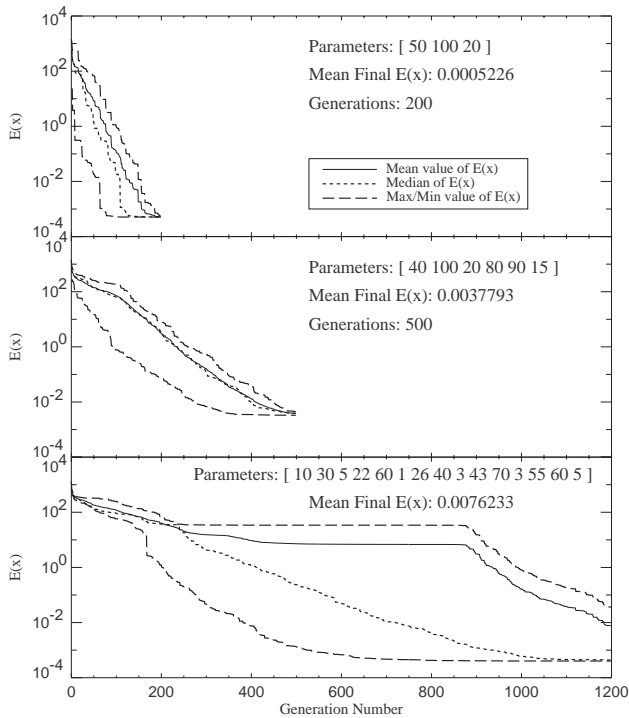 10^4
10^2
10^0
10^-2
10^-4
E(x)
Parameters: [ 50 100 20 ]
Mean Final E(x): 0.0005226
Generations: 200
Mean value of E(x)
Median of E(x)
Max/Min value of E(x)
10^4
10^2
10^0
10^-2
10^-4
E(x)
Parameters: [ 40 100 20 80 90 15 ]
Mean Final E(x): 0.0037793
Generations: 500
10^4
10^2
10^0
10^-2
10^-4
E(x)
Parameters: [ 10 30 5 22 60 1 26 40 3 43 70 3 55 60 5 ]
Mean Final E(x): 0.0076233
0 200 400 600 800 1000 1200
Generation Number